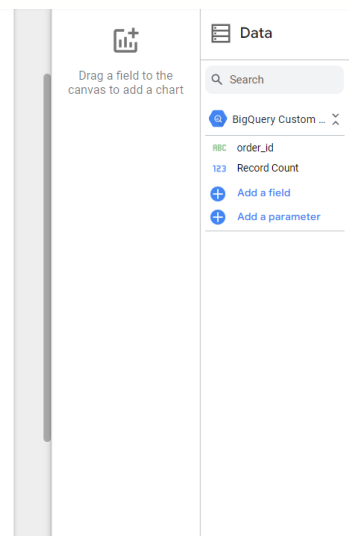 Data
Drag a field to the
canvas to add a chart
Search
BigQuery Custom ...
ABC order_id
123 Record Count
Add a field
Add a parameter